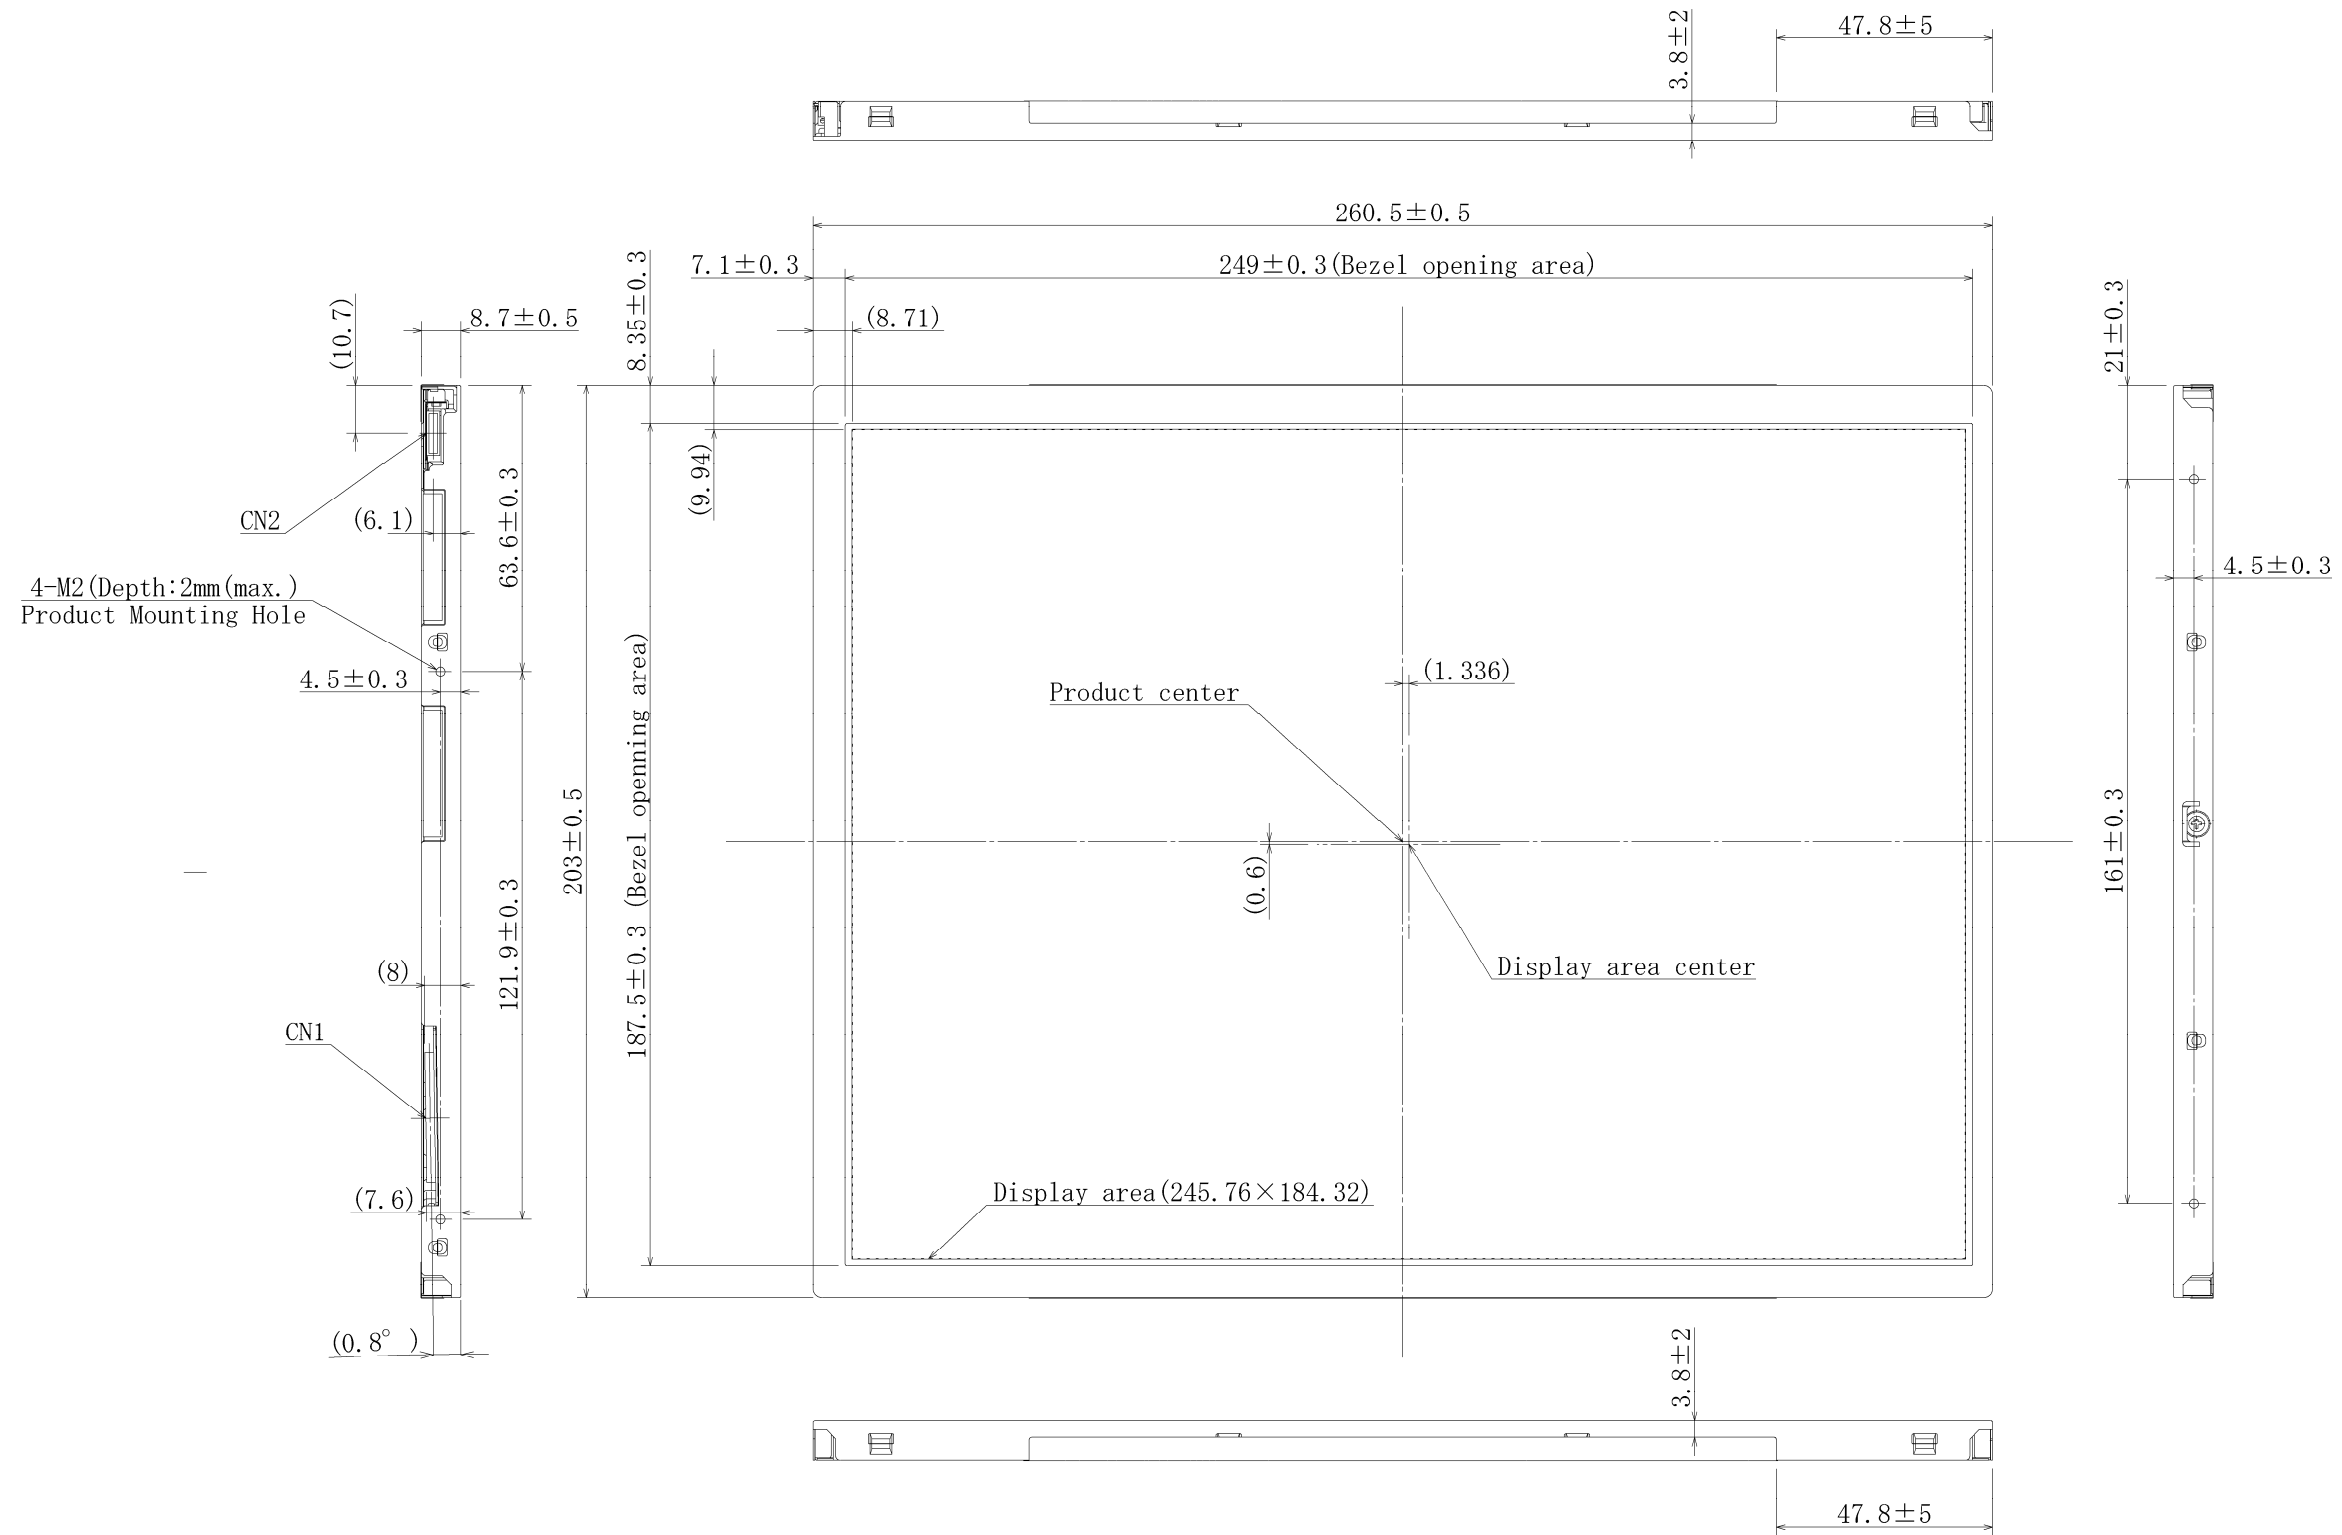 3.8±2
47.8±5
260.5±0.5
7.1±0.3
249±0.3(Bezel opening area)
8.35±0.3
(8.71)
(10.7)
8.7±0.5
21±0.3
(9.94)
CN2
(6.1)
63.6±0.3
4-M2(Depth:2mm(max.)
Product Mounting Hole
4.5±0.3
4.5±0.3
(1.336)
Product center
187.5±0.3 (Bezel openning area)
203±0.5
161±0.3
(0.6)
121.9±0.3
Display area center
(8)
CN1
(7.6)
Display area(245.76×184.32)
(0.8° )
3.8±2
47.8±5